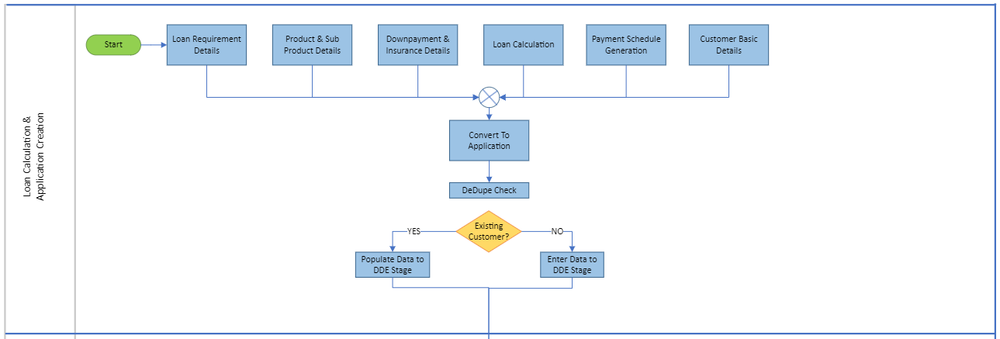 Start
Loan Requirement
Details
Product & Sub
Product Details
Downpayment &
Insurance Details
Loan Calculation
Payment Schedule
Generation
Customer Basic
Details
Loan Calculation &
Application Creation
Convert To
Application
DeDupe Check
Existing
Customer?
YES
NO
Populate Data to
DDE Stage
Enter Data to
DDE Stage